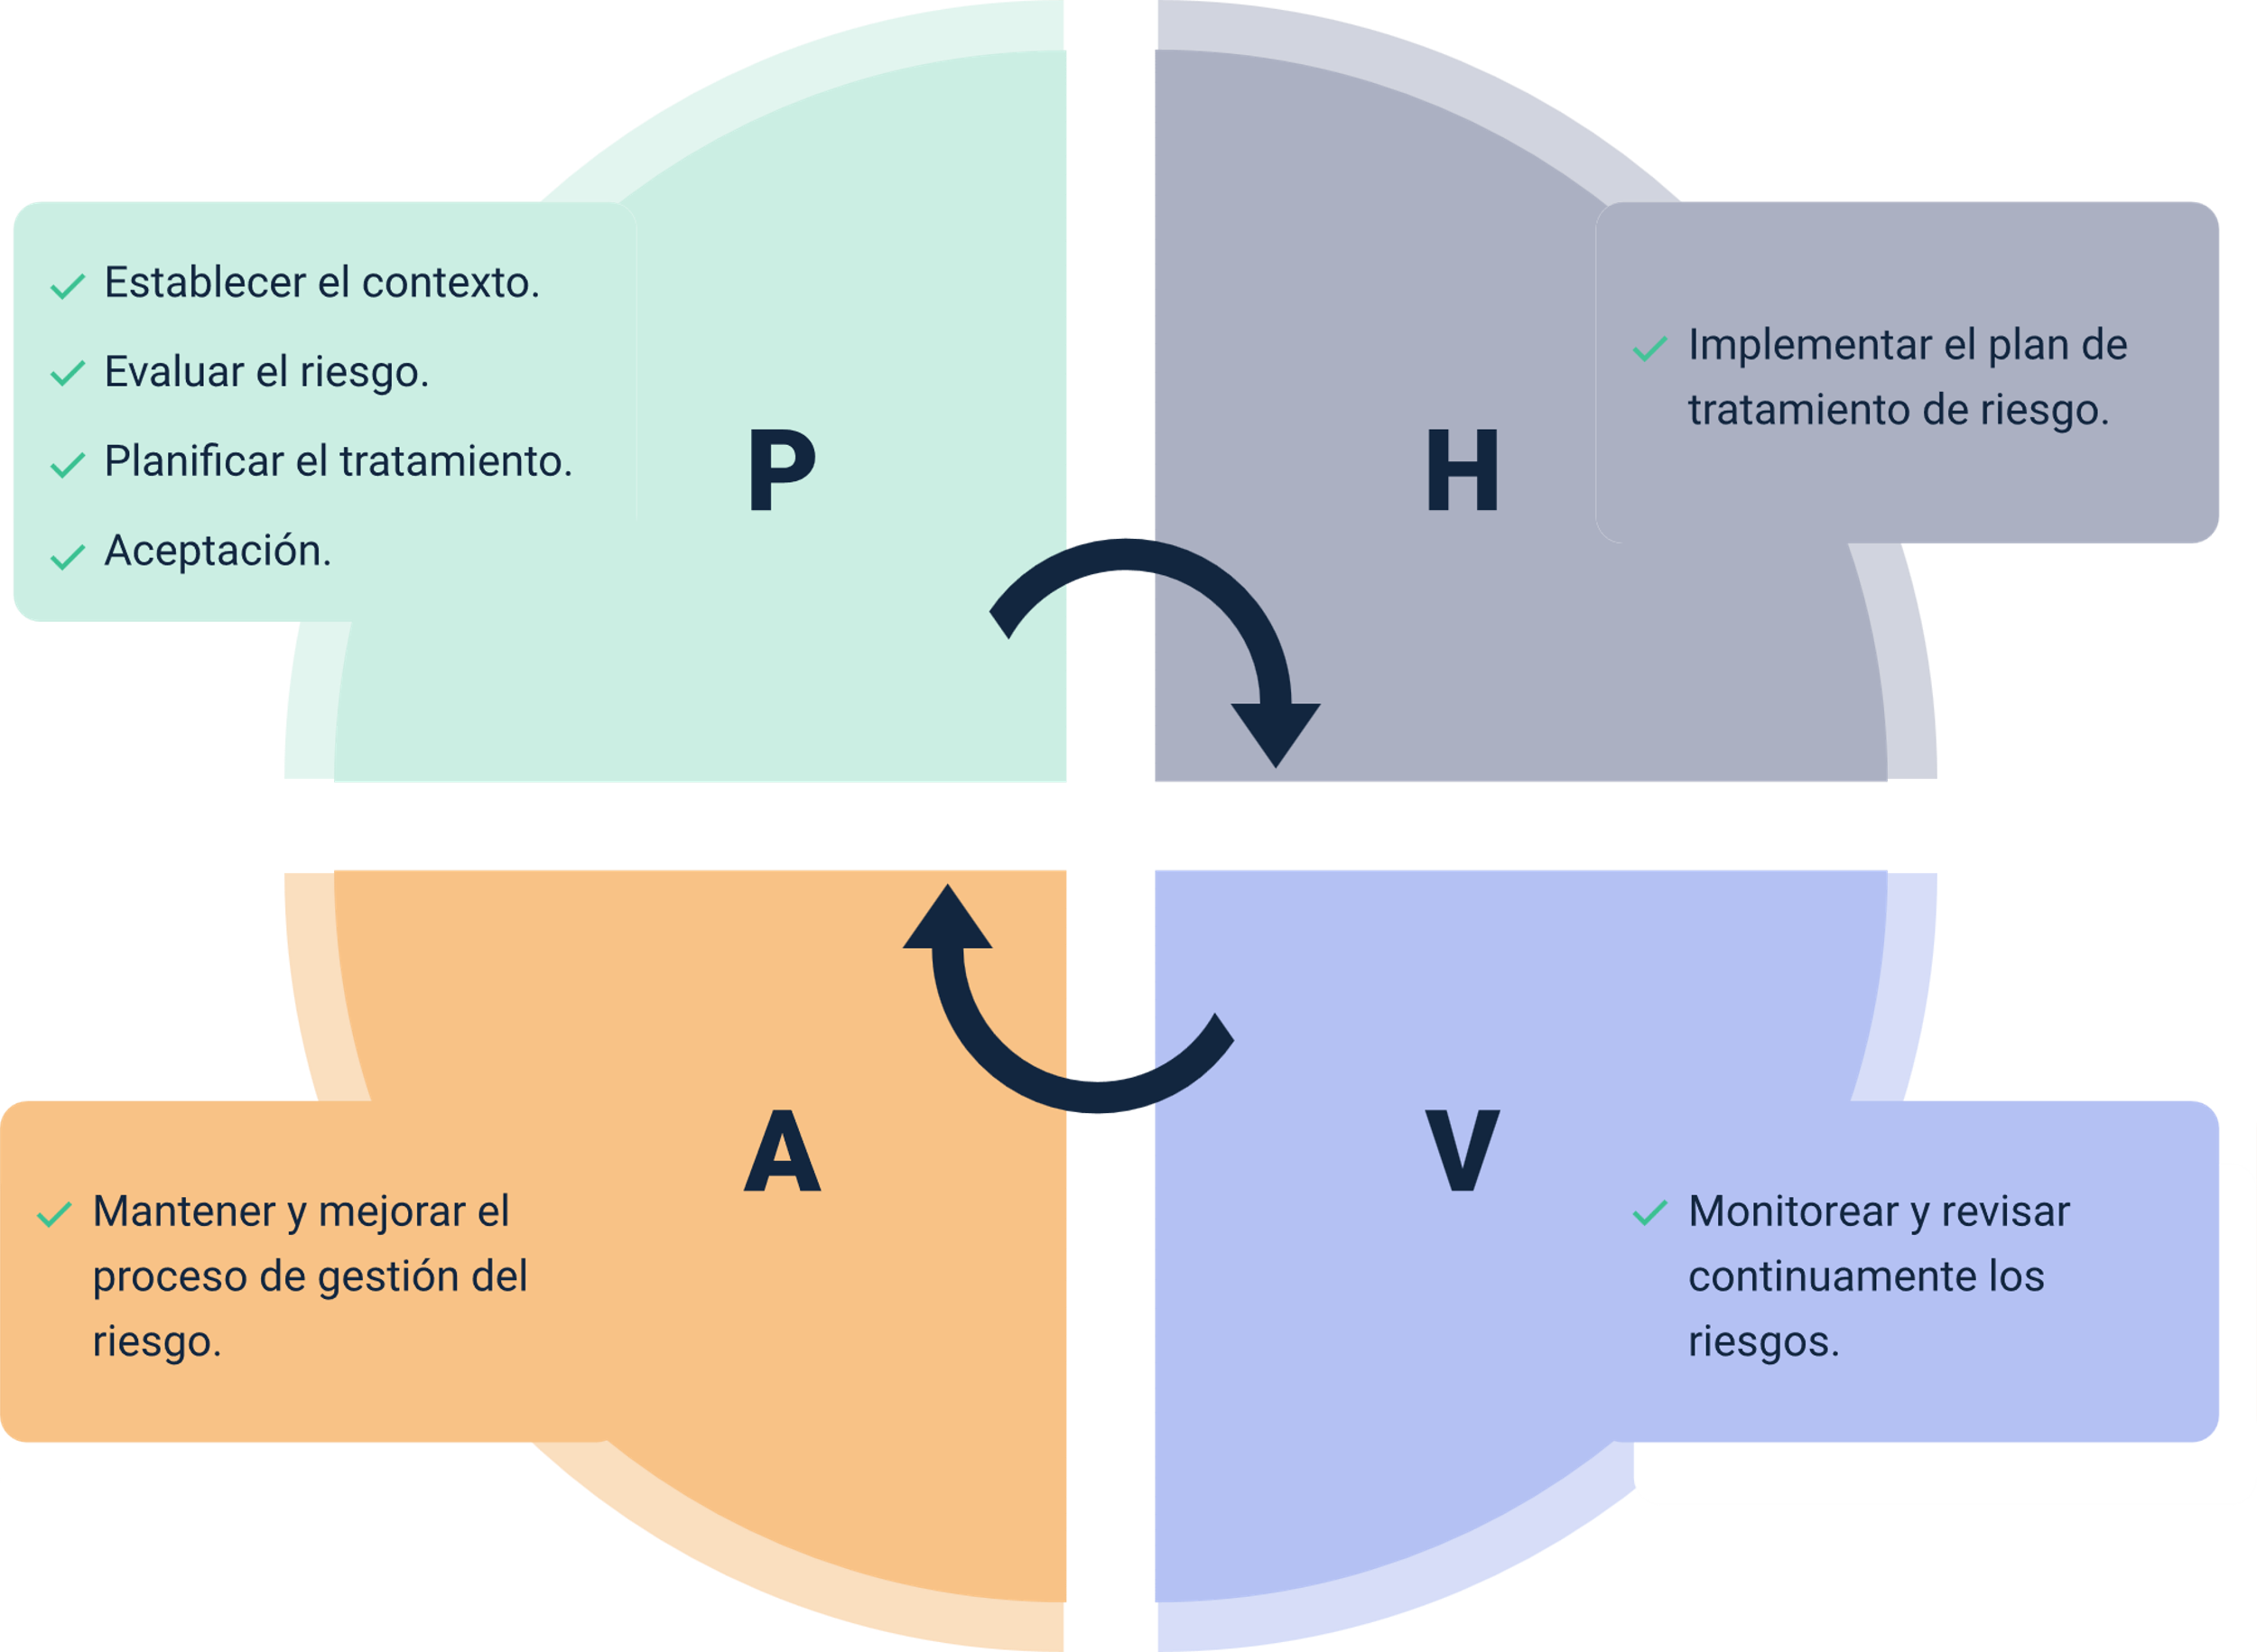 Establecer el contexto.
Evaluar el riesgo.
Planificar el tratamiento.
Aceptación.
P
H
Implementar el plan de
tratamiento de riesgo.
A
Mantener y mejorar el
proceso de gestión del
riesgo.
V
Monitorear y revisar
continuamente los
riesgos.